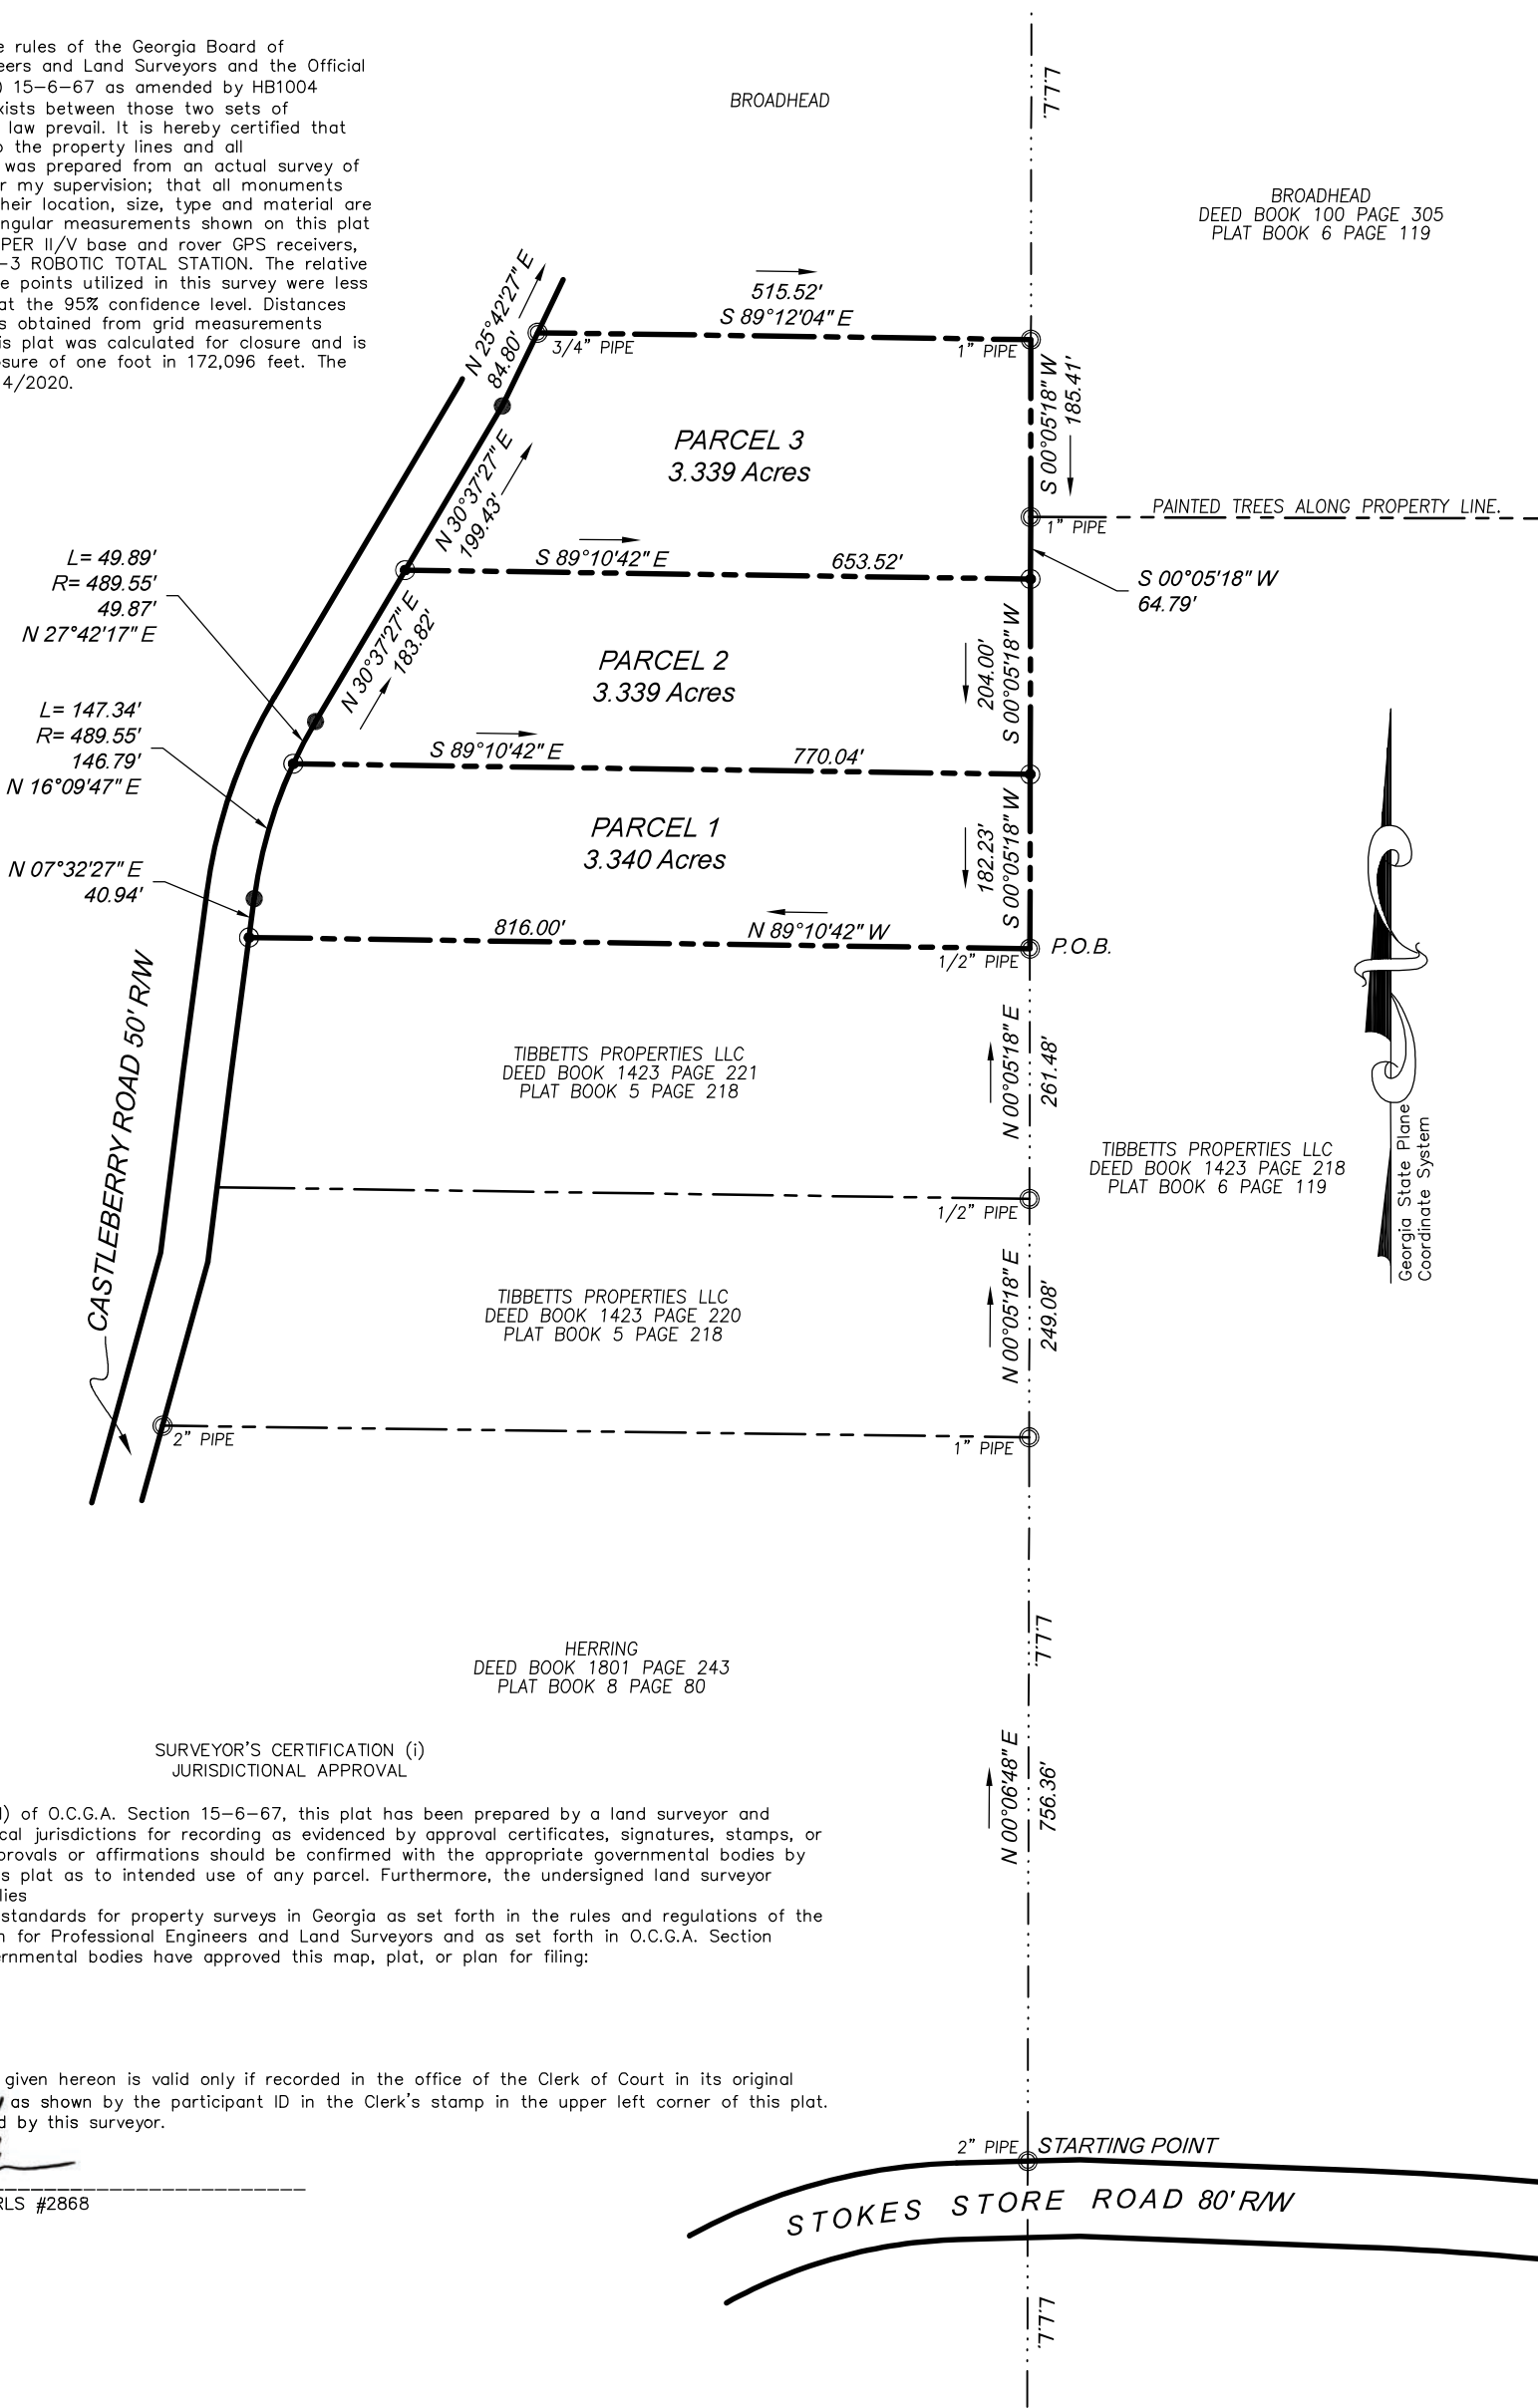 e rules of the Georgia Board of
eers and Land Surveyors and the Official
) 15-6-67 as amended by HB1004
xists between those two sets of
law prevail. It is hereby certified that
o the property lines and all
was prepared from an actual survey of
r my supervision; that all monuments
heir location, size, type and material are
ngular measurements shown on this plat
PER II/V base and rover GPS receivers,
-3 ROBOTIC TOTAL STATION. The relative
e points utilized in this survey were less
at the 95% confidence level. Distances
s obtained from grid measurements
is plat was calculated for closure and is
osure of one foot in 172,096 feet. The
4/2020.
BROADHEAD
L.L.L.
BROADHEAD
DEED BOOK 100 PAGE 305
PLAT BOOK 6 PAGE 119
N 25°42'27" E
84.80'
515.52'
S 89°12'04" E
3/4" PIPE
1" PIPE
S 00°05'18" W
185.41'
PARCEL 3
3.339 Acres
N 30°37'27" E
199.43'
PAINTED TREES ALONG PROPERTY LINE.
1" PIPE
S 89°10'42" E
653.52'
S 00°05'18" W
64.79'
L= 49.89'
R= 489.55'
49.87'
N 27°42'17" E
N 30°37'27" E
183.82'
PARCEL 2
3.339 Acres
204.00'
S 00°05'18" W
L= 147.34'
R= 489.55'
146.79'
N 16°09'47" E
S 89°10'42" E
770.04'
PARCEL 1
3.340 Acres
182.23'
S 00°05'18" W
N 07°32'27" E
40.94'
816.00'
N 89°10'42" W
1/2" PIPE
P.O.B.
CASTLEBERRY ROAD 50' R/W
TIBBETTS PROPERTIES LLC
DEED BOOK 1423 PAGE 221
PLAT BOOK 5 PAGE 218
N 00°05'18" E
261.48'
TIBBETTS PROPERTIES LLC
DEED BOOK 1423 PAGE 218
PLAT BOOK 6 PAGE 119
Georgia State Plane
Coordinate System
1/2" PIPE
TIBBETTS PROPERTIES LLC
DEED BOOK 1423 PAGE 220
PLAT BOOK 5 PAGE 218
N 00°05'18" E
249.08'
2" PIPE
1" PIPE
L.L.L.
HERRING
DEED BOOK 1801 PAGE 243
PLAT BOOK 8 PAGE 80
N 00°06'48" E
756.36'
SURVEYOR'S CERTIFICATION (i)
JURISDICTIONAL APPROVAL
) of O.C.G.A. Section 15-6-67, this plat has been prepared by a land surveyor and
cal jurisdictions for recording as evidenced by approval certificates, signatures, stamps, or
provals or affirmations should be confirmed with the appropriate governmental bodies by
s plat as to intended use of any parcel. Furthermore, the undersigned land surveyor
lies
standards for property surveys in Georgia as set forth in the rules and regulations of the
n for Professional Engineers and Land Surveyors and as set forth in O.C.G.A. Section
ernmental bodies have approved this map, plat, or plan for filing:
given hereon is valid only if recorded in the office of the Clerk of Court in its original
as shown by the participant ID in the Clerk's stamp in the upper left corner of this plat.
d by this surveyor.
RLS #2868
2" PIPE
STARTING POINT
STOKES STORE ROAD 80' R/W
L.L.L.